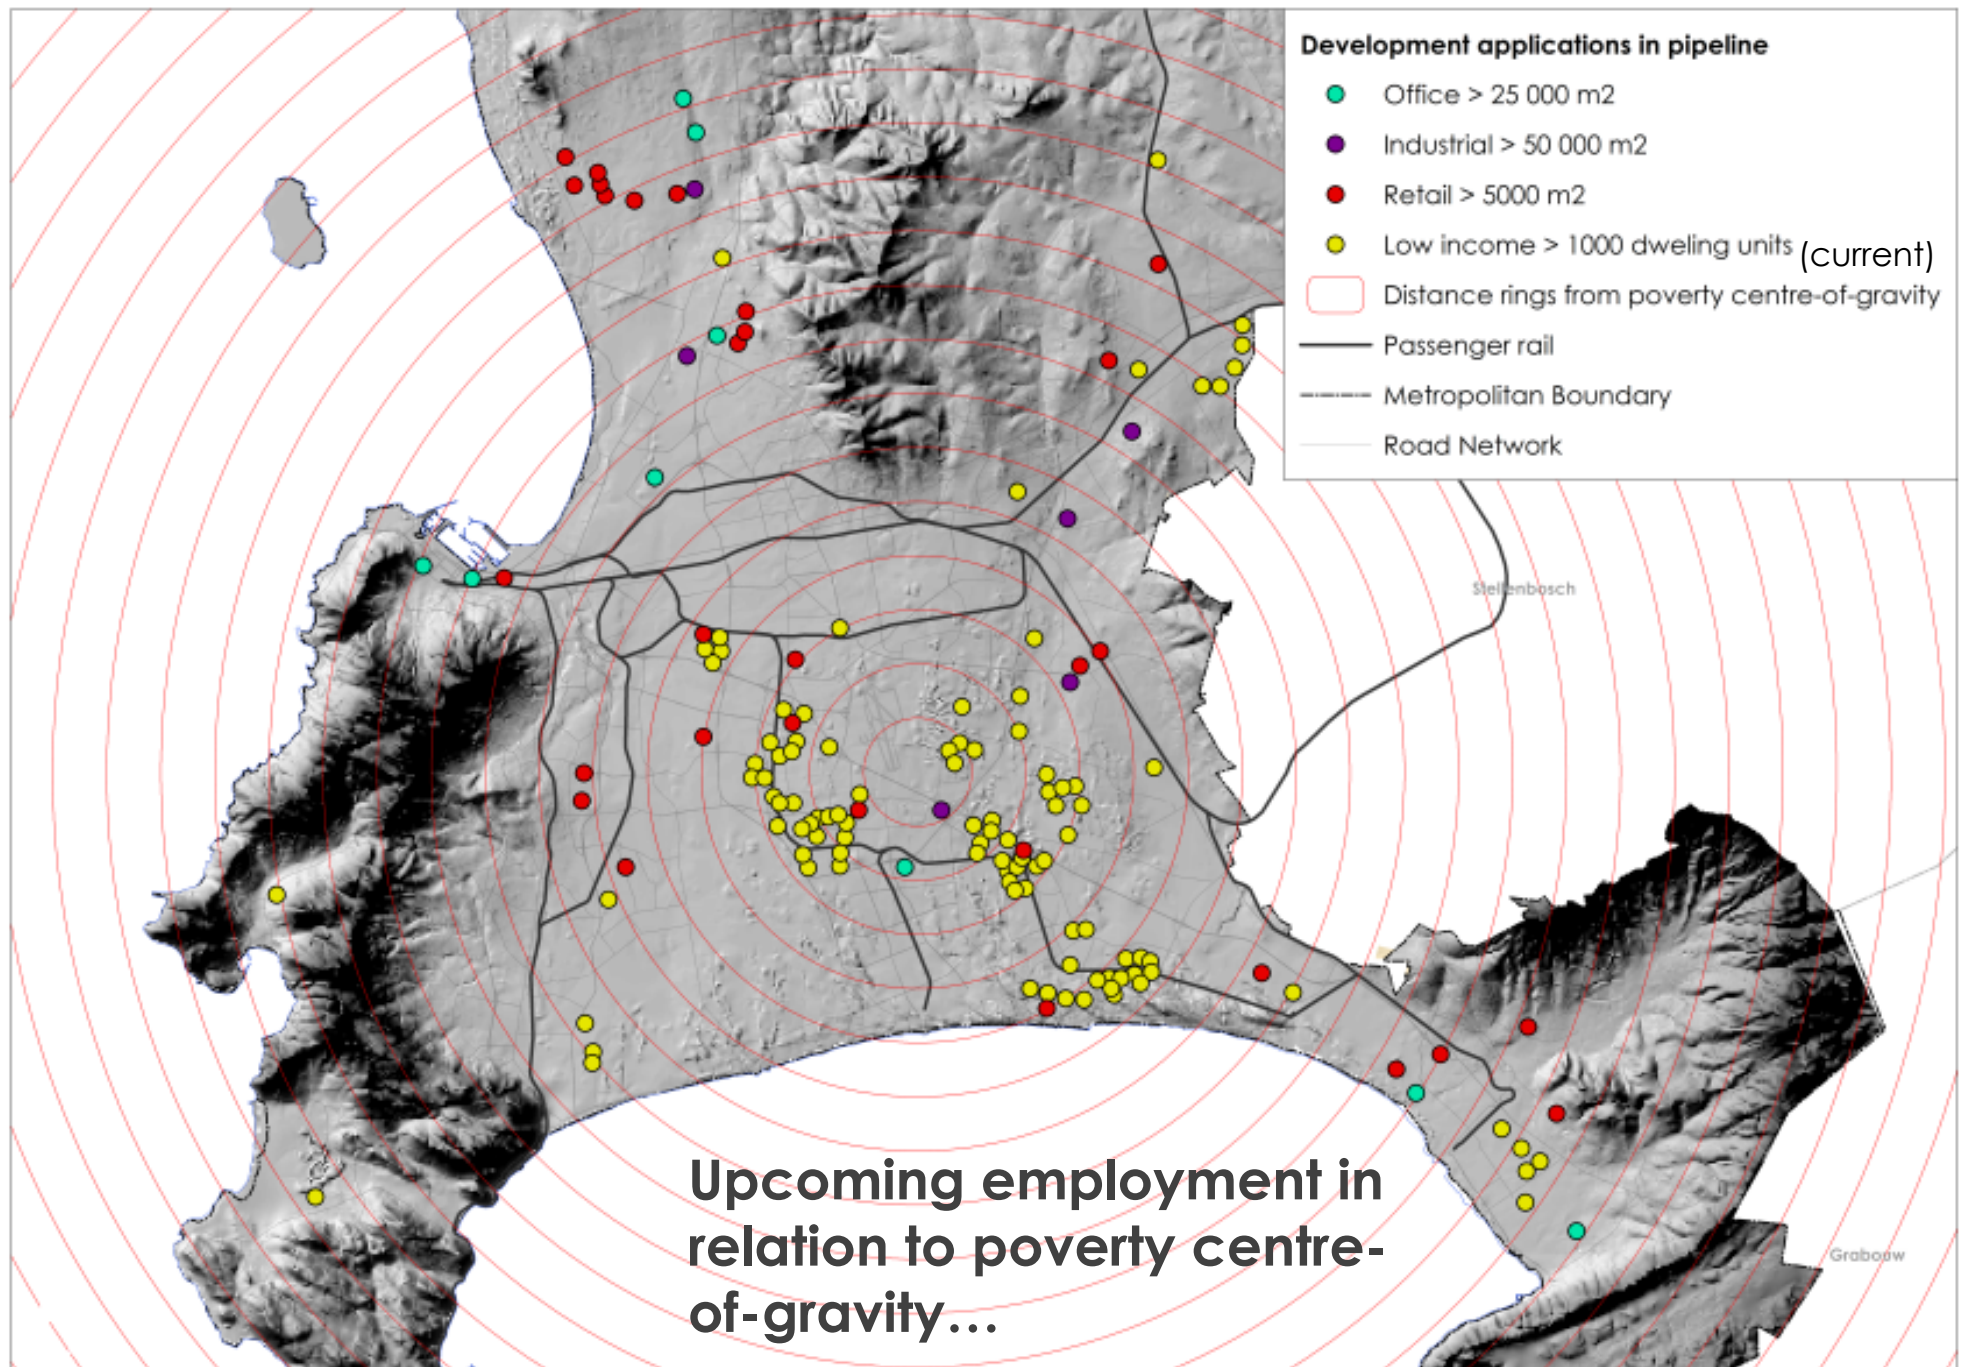 Development applications in pipeline
Office > 25 000 m2
Industrial > 50 000 m2
Retail > 5000 m2
Low income > 1000 dweling units (current)
Distance rings from poverty centre-of-gravity
Passenger rail
Metropolitan Boundary
Road Network
Stellenbosch
Grabouw
Upcoming employment in
relation to poverty centre-
of-gravity…